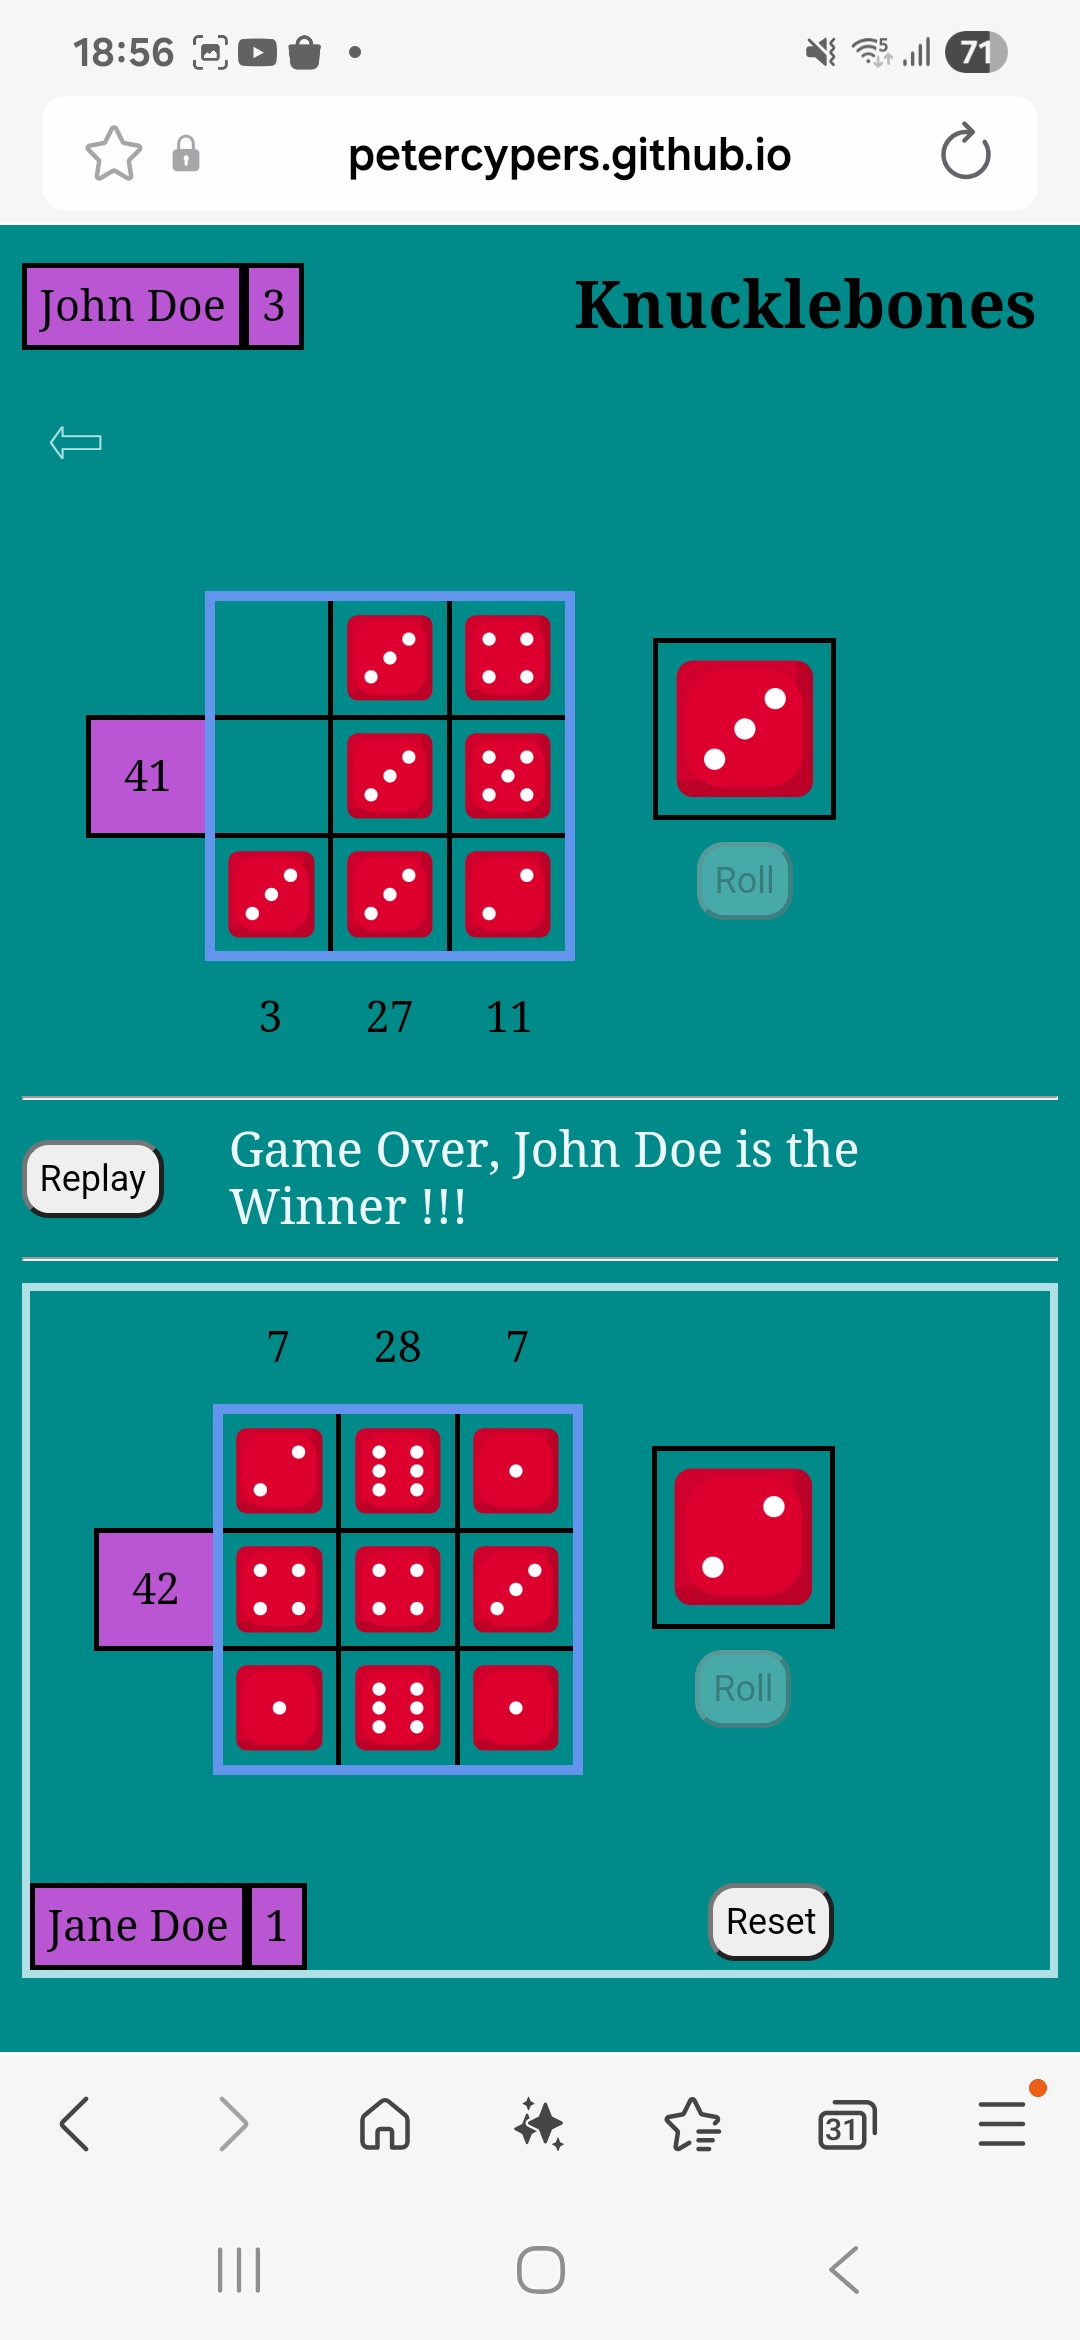 18:56
5
71
petercypers.github.io
John Doe 3
Knucklebones
41
Roll
3 27 11
Replay
Game Over, John Doe is the
Winner !!!
7 28 7
42
Roll
Jane Doe 1
Reset
31